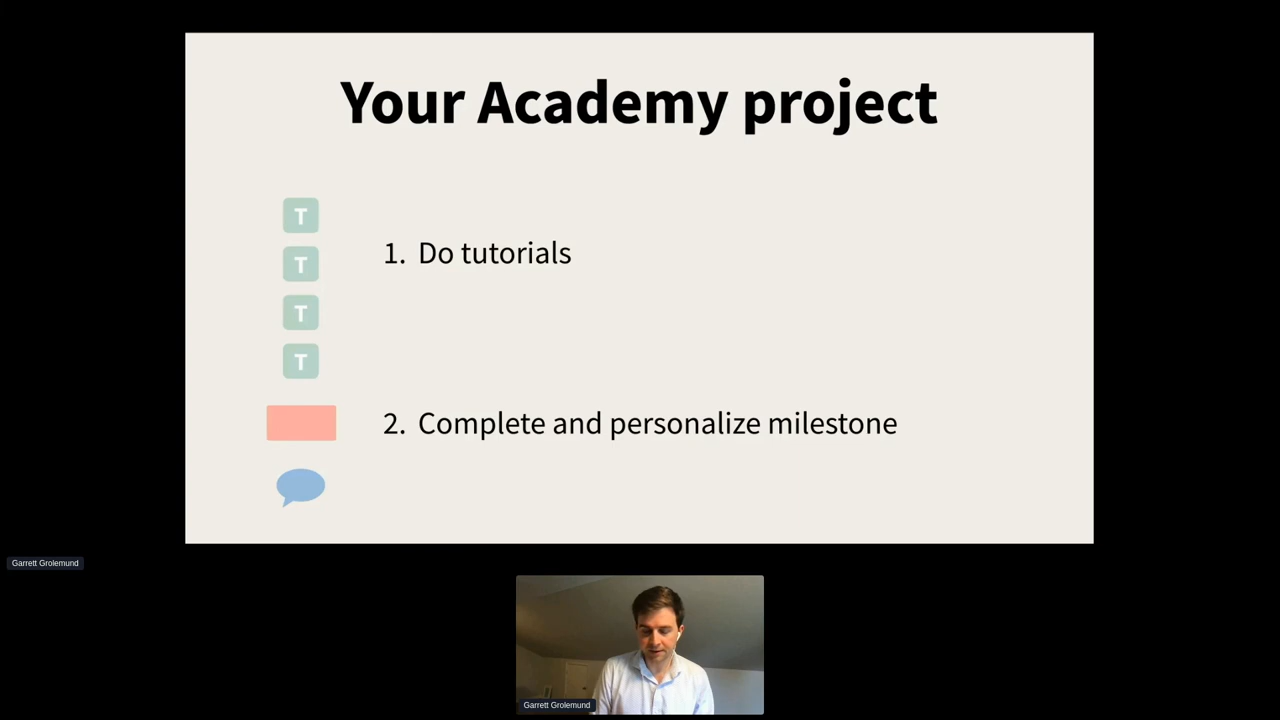 Your Academy project
T
1. Do tutorials
T
T
T
2. Complete and personalize milestone
Garrett Grolemund
Garrett Grolemund